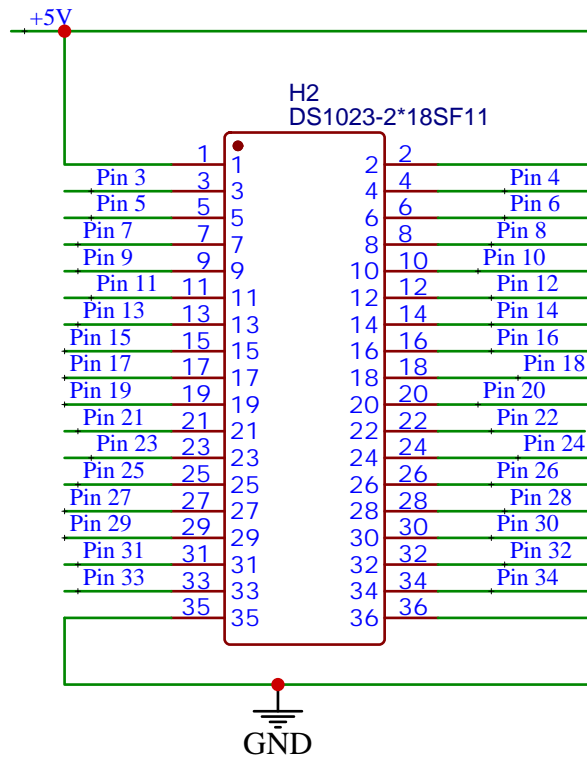 +5V
H2
DS1023-2*18SF11
1 1 2 2
Pin 3 3 3 4 4 Pin 4
Pin 5 5 5 6 6 Pin 6
Pin 7 7 7 8 8 Pin 8
Pin 9 9 9 10 10 Pin 10
Pin 11 11 11 12 12 Pin 12
Pin 13 13 13 14 14 Pin 14
Pin 15 15 15 16 16 Pin 16
Pin 17 17 17 18 18 Pin 18
Pin 19 19 19 20 20 Pin 20
Pin 21 21 21 22 22 Pin 22
Pin 23 23 23 24 24 Pin 24
Pin 25 25 25 26 26 Pin 26
Pin 27 27 27 28 28 Pin 28
Pin 29 29 29 30 30 Pin 30
Pin 31 31 31 32 32 Pin 32
Pin 33 33 33 34 34 Pin 34
35 35 36 36
GND